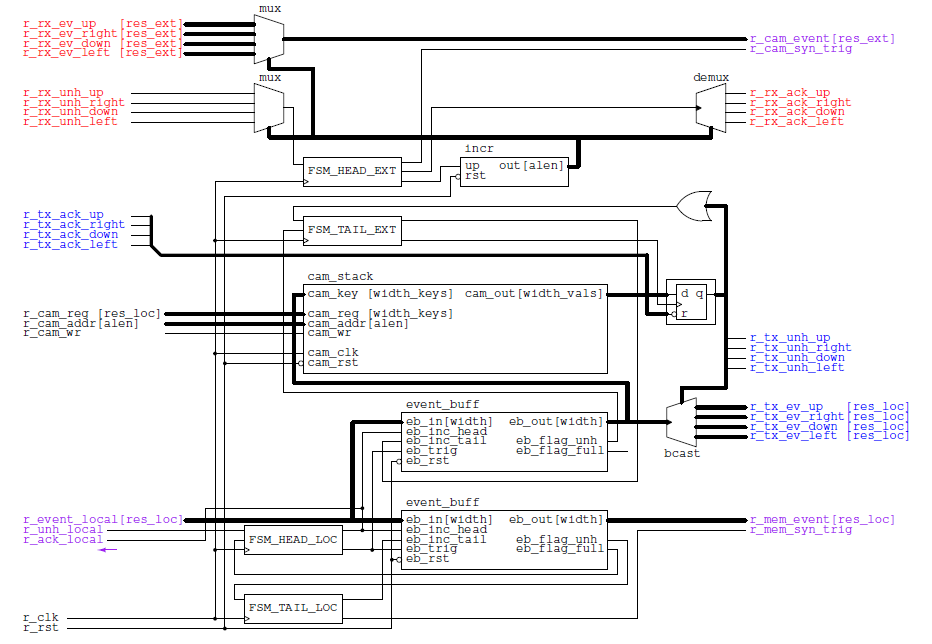 mux
r_rx_ev_up [res_ext]
r_rx_ev_right[res_ext]
r_rx_ev_down [res_ext]
r_rx_ev_left [res_ext]
r_cam_event[res_ext]
r_cam_syn_trig
mux
demux
r_rx_unh_up
r_rx_unh_right
r_rx_unh_down
r_rx_unh_left
r_rx_ack_up
r_rx_ack_right
r_rx_ack_down
r_rx_ack_left
incr
FSM_HEAD_EXT
up out[alen]
rst
r_tx_ack_up
r_tx_ack_right
r_tx_ack_down
r_tx_ack_left
FSM_TAIL_EXT
cam_stack
cam_key [width_keys] cam_out[width_vals]
cam_reg [width_keys]
cam_addr[alen]
cam_wr
cam_clk
cam_rst
d q
r
r_cam_reg [res_loc]
r_cam_addr[alen]
r_cam_wr
r_tx_unh_up
r_tx_unh_right
r_tx_unh_down
r_tx_unh_left
event_buff
eb_in[width] eb_out[width]
eb_inc_head
eb_inc_tail eb_flag_unh
eb_trig eb_flag_full
eb_rst
r_tx_ev_up [res_loc]
r_tx_ev_right[res_loc]
r_tx_ev_down [res_loc]
r_tx_ev_left [res_loc]
bcast
event_buff
eb_in[width] eb_out[width]
eb_inc_head
eb_inc_tail eb_flag_unh
eb_trig eb_flag_full
eb_rst
r_event_local[res_loc]
r_unh_local
r_ack_local
r_mem_event[res_loc]
r_mem_syn_trig
FSM_HEAD_LOC
FSM_TAIL_LOC
r_clk
r_rst